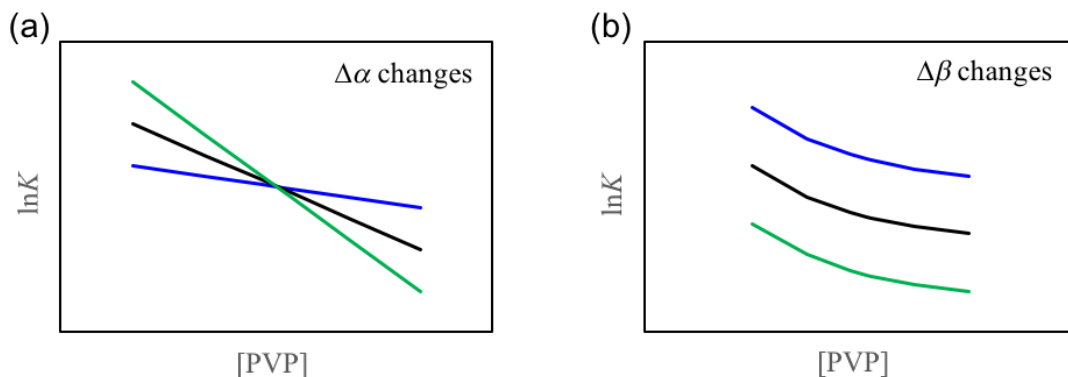 (a)
Δα changes
lnK
[PVP]
(b)
Δβ changes
lnK
[PVP]